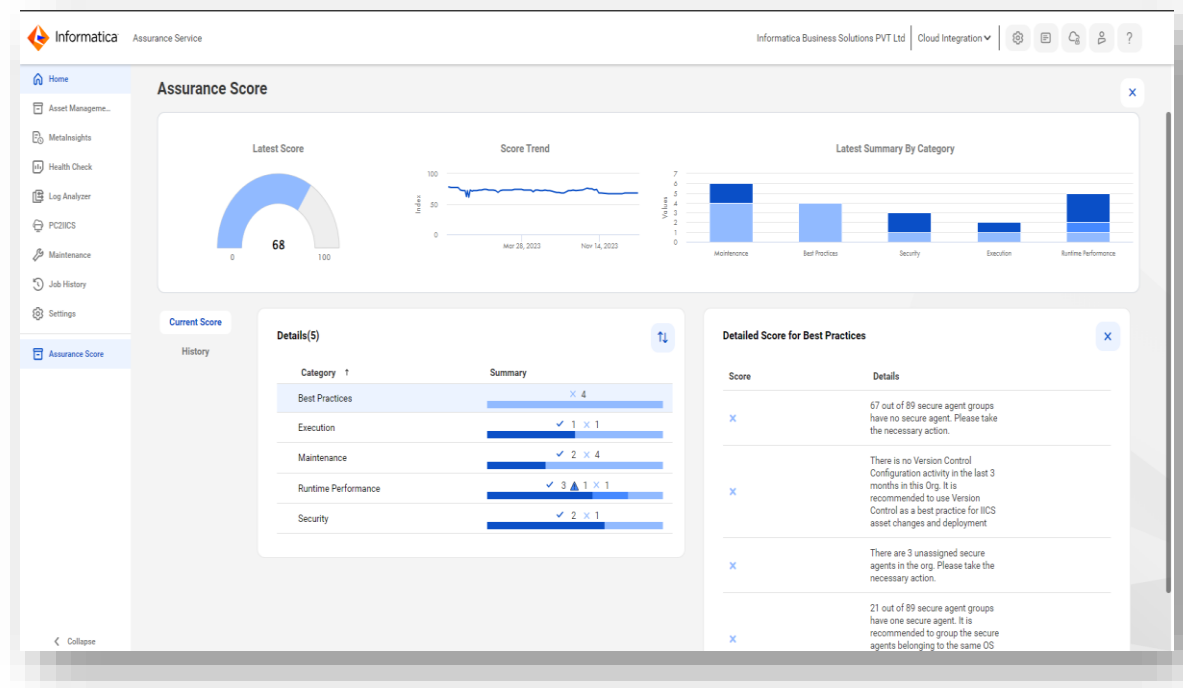 Informatica Assurance Service
Informatica Business Solutions PVT Ltd Cloud Integration
?
Home
Asset Manageme...
MetaInsights
Health Check
Log Analyzer
PC2IICS
Maintenance
Job History
Settings
Assurance Score
Collapse
Assurance Score
X
Latest Score
68
0
100
Score Trend
Index
100
50
0
Mar 28, 2023
Nov 14, 2023
Latest Summary By Category
Values
7
6
5
4
3
2
1
0
Maintenance
Best Practices
Security
Execution
Runtime Performance
Current Score
History
Details(5)
Category ↑ Summary
Best Practices
× 4
Execution
✓ 1 × 1
Maintenance
✓ 2 × 4
Runtime Performance
✓ 3 ▲ 1 × 1
Security
✓ 2 × 1
Detailed Score for Best Practices
X
Score Details
67 out of 89 secure agent groups
have no secure agent. Please take
the necessary action.
There is no Version Control
Configuration activity in the last 3
months in this Org. It is
recommended to use Version
Control as a best practice for IICS
asset changes and deployment
There are 3 unassigned secure
agents in the org. Please take the
necessary action.
21 out of 89 secure agent groups
have one secure agent. It is
recommended to group the secure
agents belonging to the same OS